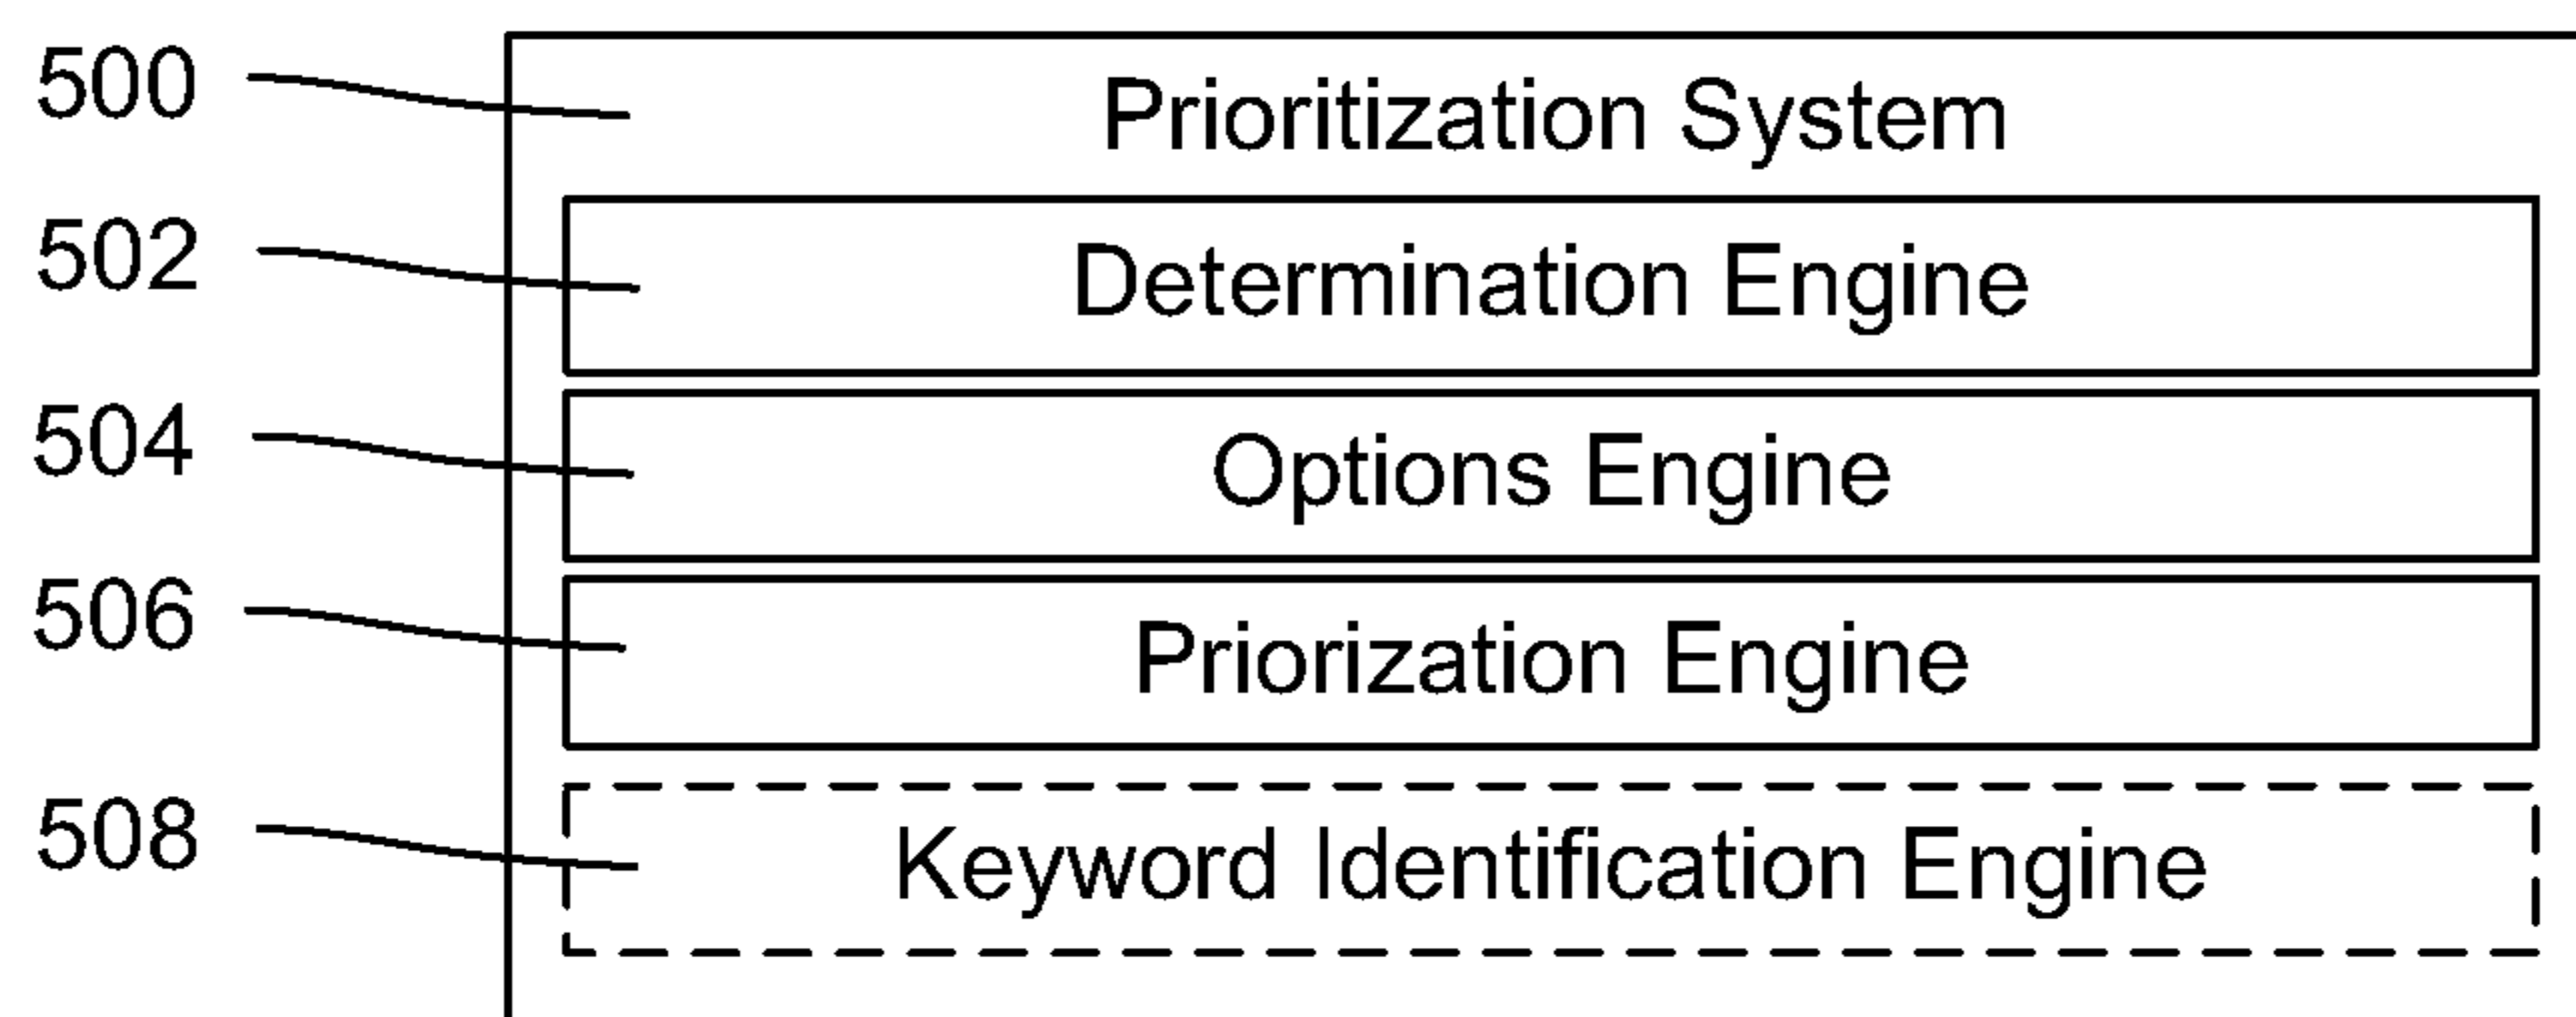 500 Prioritization System
502 Determination Engine
504 Options Engine
506 Priorization Engine
508 Keyword Identification Engine